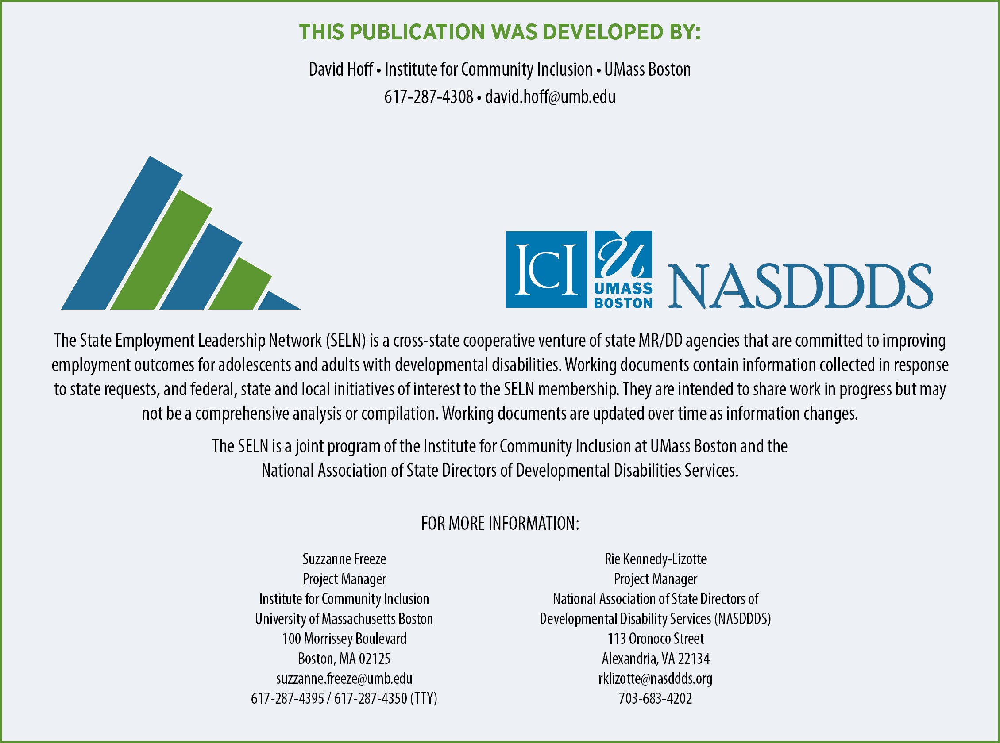 THIS PUBLICATION WAS DEVELOPED BY:
David Hoff • Institute for Community Inclusion • UMass Boston
617-287-4308 • david.hoff@umb.edu
ICI
U
UMASS
BOSTON
NASDDDS
The State Employment Leadership Network (SELN) is a cross-state cooperative venture of state MR/DD agencies that are committed to improving
employment outcomes for adolescents and adults with developmental disabilities. Working documents contain information collected in response
to state requests, and federal, state and local initiatives of interest to the SELN membership. They are intended to share work in progress but may
not be a comprehensive analysis or compilation. Working documents are updated over time as information changes.
The SELN is a joint program of the Institute for Community Inclusion at UMass Boston and the
National Association of State Directors of Developmental Disabilities Services.
FOR MORE INFORMATION:
Suzzanne Freeze
Project Manager
Institute for Community Inclusion
University of Massachusetts Boston
100 Morrissey Boulevard
Boston, MA 02125
suzzanne.freeze@umb.edu
617-287-4395 / 617-287-4350 (TTY)
Rie Kennedy-Lizotte
Project Manager
National Association of State Directors of
Developmental Disability Services (NASDDDS)
113 Oronoco Street
Alexandria, VA 22134
rklizotte@nasddds.org
703-683-4202